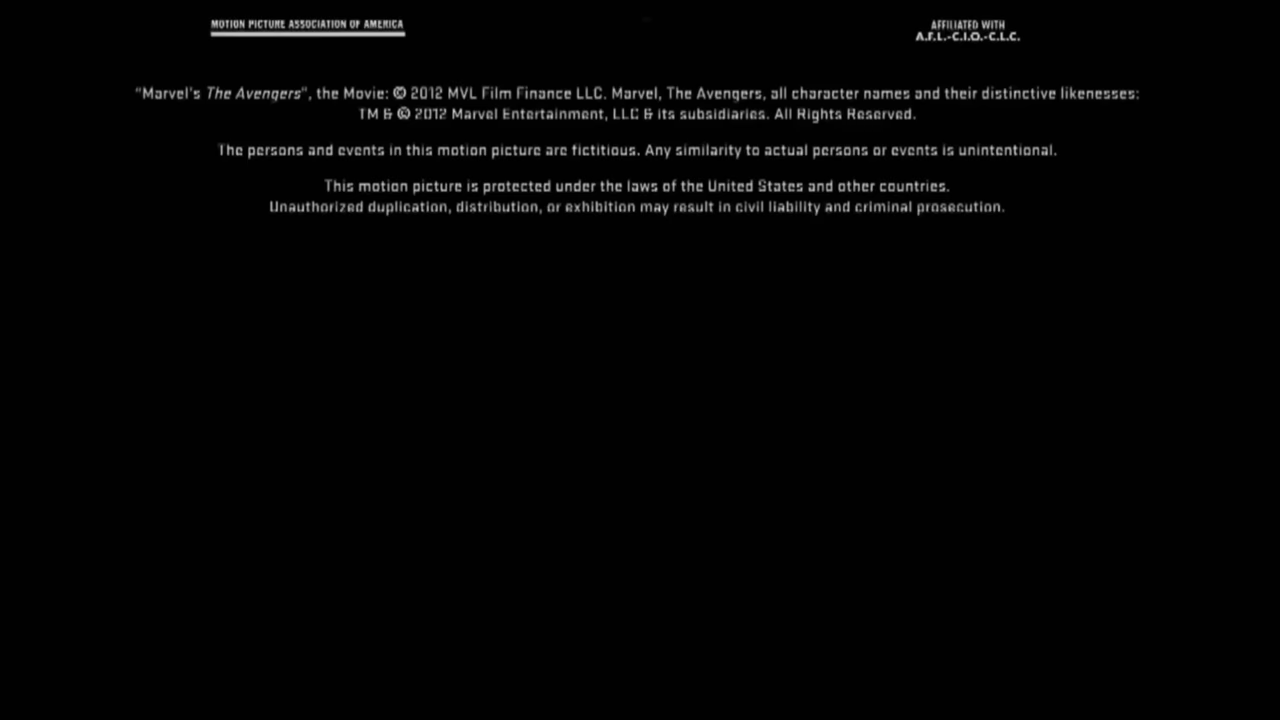 MOTION PICTURE ASSOCIATION OF AMERICA
AFFILIATED WITH
A.F.L.-C.I.O.-C.L.C.
"Marvel's The Avengers", the Movie: © 2012 MVL Film Finance LLC. Marvel, The Avengers, all character names and their distinctive likenesses:
TM & © 2012 Marvel Entertainment, LLC & its subsidiaries. All Rights Reserved.
The persons and events in this motion picture are fictitious. Any similarity to actual persons or events is unintentional.
This motion picture is protected under the laws of the United States and other countries.
Unauthorized duplication, distribution, or exhibition may result in civil liability and criminal prosecution.